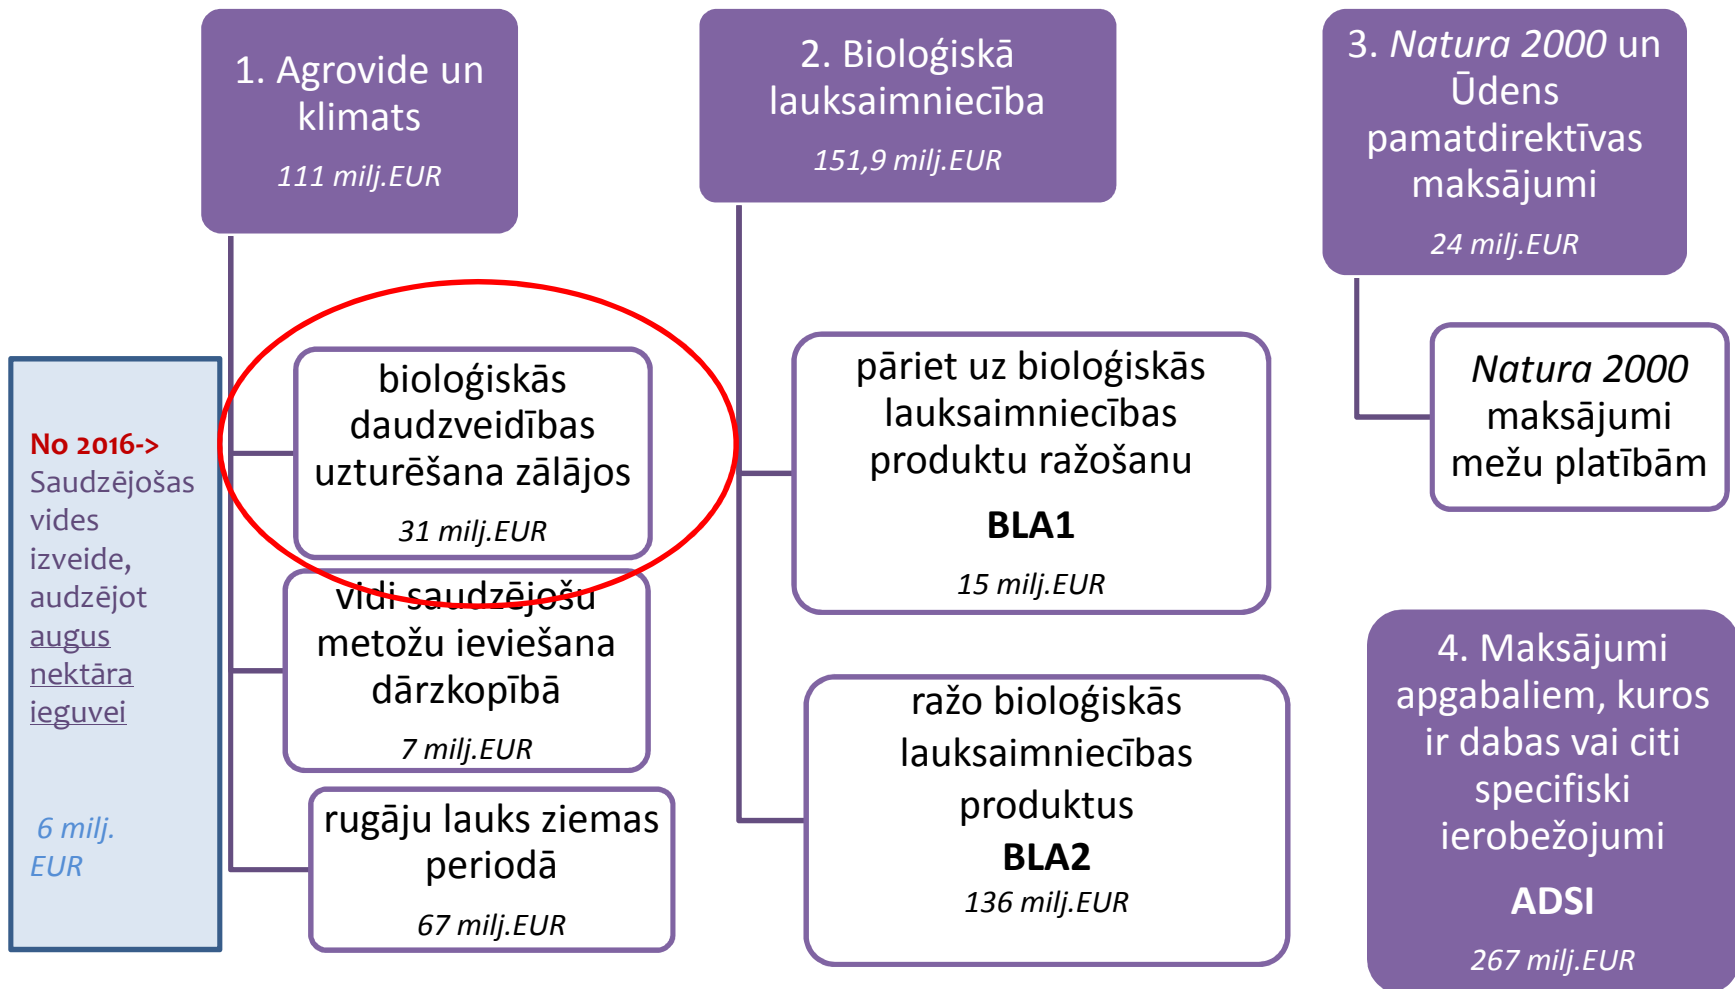 1. Agrovide un
klimats
111 milj.EUR
No 2016->
Saudzējošas
vides
izveide,
audzējot
augus
nektāra
ieguvei
6 milj.
EUR
bioloģiskās
daudzveidības
uzturēšana zālājos
31 milj.EUR
vidi saudzējošu
metožu ieviešana
dārzkopībā
7 milj.EUR
rugāju lauks ziemas
periodā
67 milj.EUR
2. Bioloģiskā
lauksaimniecība
151,9 milj.EUR
pāriet uz bioloģiskās
lauksaimniecības
produktu ražošanu
BLA1
15 milj.EUR
ražo bioloģiskās
lauksaimniecības
produktus
BLA2
136 milj.EUR
3. Natura 2000 un
Ūdens
pamatdirektīvas
maksājumi
24 milj.EUR
Natura 2000
maksājumi
mežu platībām
4. Maksājumi
apgabaliem, kuros
ir dabas vai citi
specifiski
ierobežojumi
ADSI
267 milj.EUR